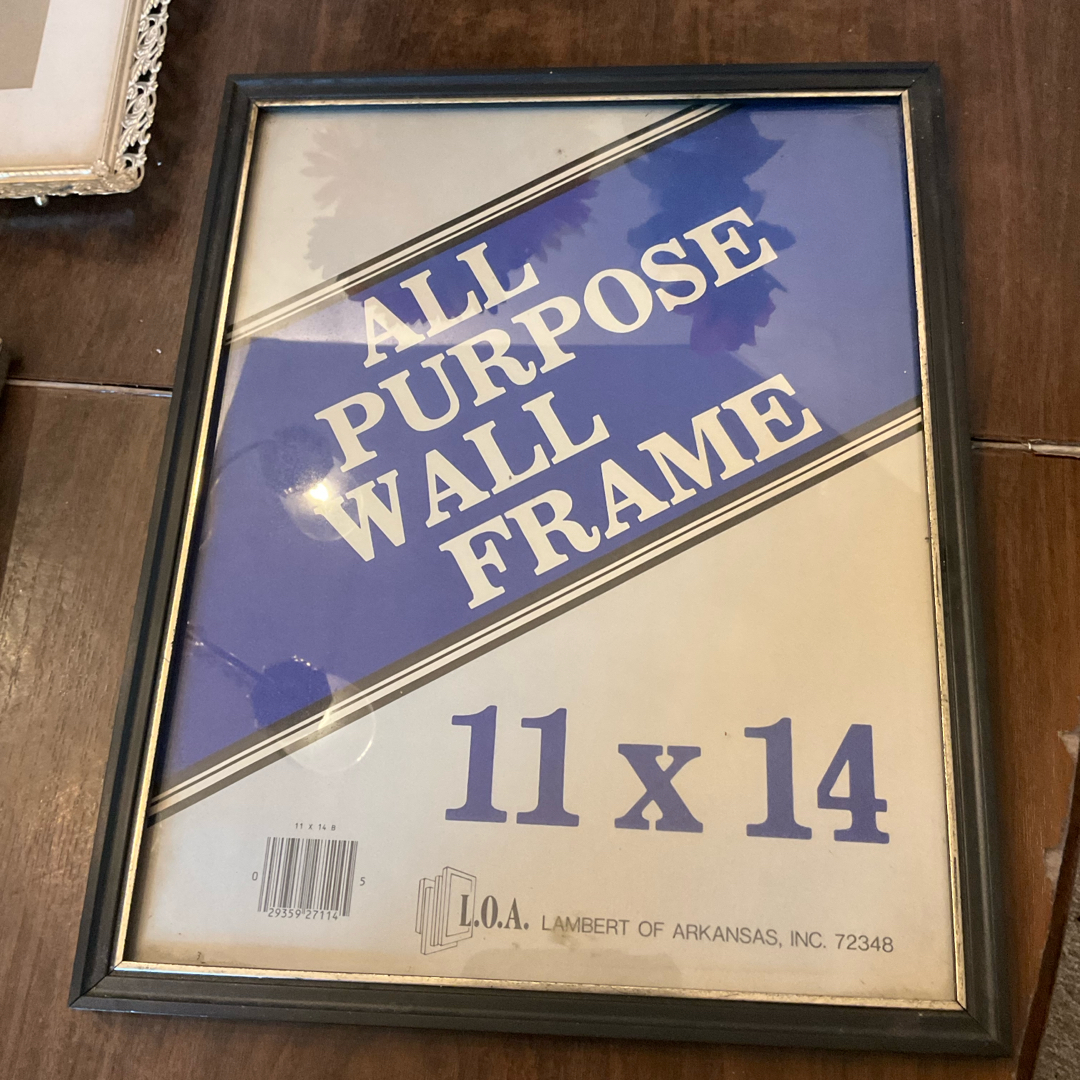 ALL
PURPOSE
WALL
FRAME
11 x 14
11 X 14 B
0 29359 27114 5
L.O.A. LAMBERT OF ARKANSAS, INC. 72348